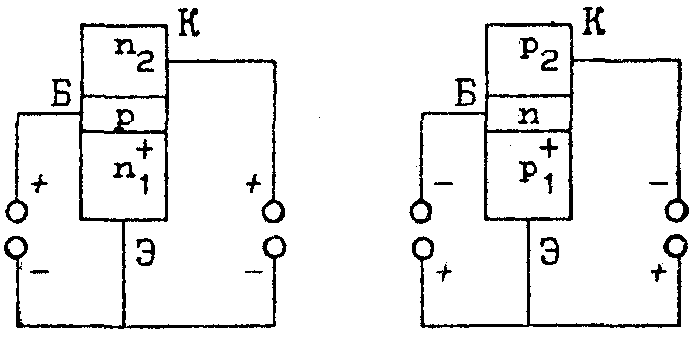 К К
n₂ p₂
Б Б
p n
n₁⁺ p₁⁺
+ + − −
Э Э
− − + +